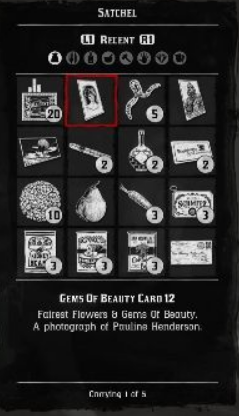 SATCHEL
L1 RECENT R1
20
5
2
2
2
10
3
3
3
3
3
GEMS OF BEAUTY CARD 12
Fairest Flowers & Gems Of Beauty.
A photograph of Pauline Henderson.
Carrying 1 of 5